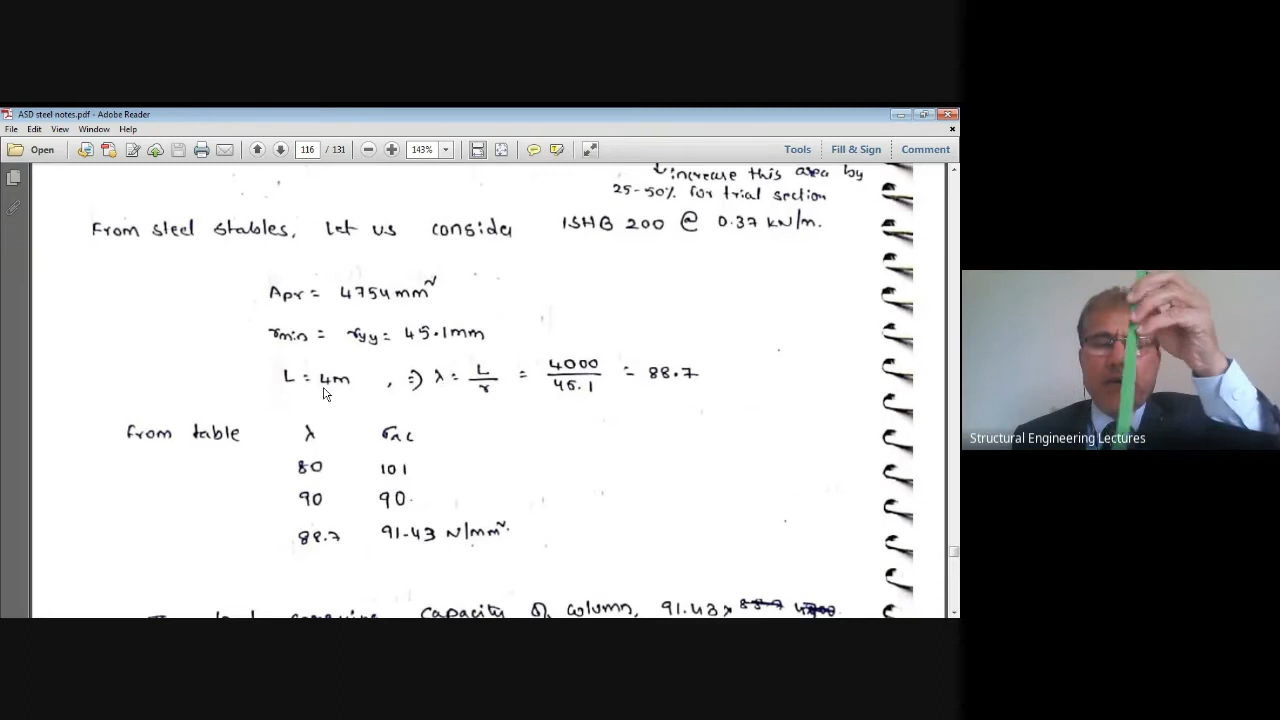 ASD steel notes.pdf - Adobe Reader
File Edit View Window Help
Open 116 / 131 143% Tools Fill & Sign Comment
increase this area by
25-50% for trial section
From steel stables, let us consider ISHB 200 @ 0.37 kN/m.
Apr = 4754 mm²
rmin = ryy = 45.1mm
L = 4m , => λ = L/r = 4000/45.1 = 88.7
from table λ σac
80 101
90 90.
88.7 91.43 N/mm².
capacity of column, 91.43 x
Structural Engineering Lectures